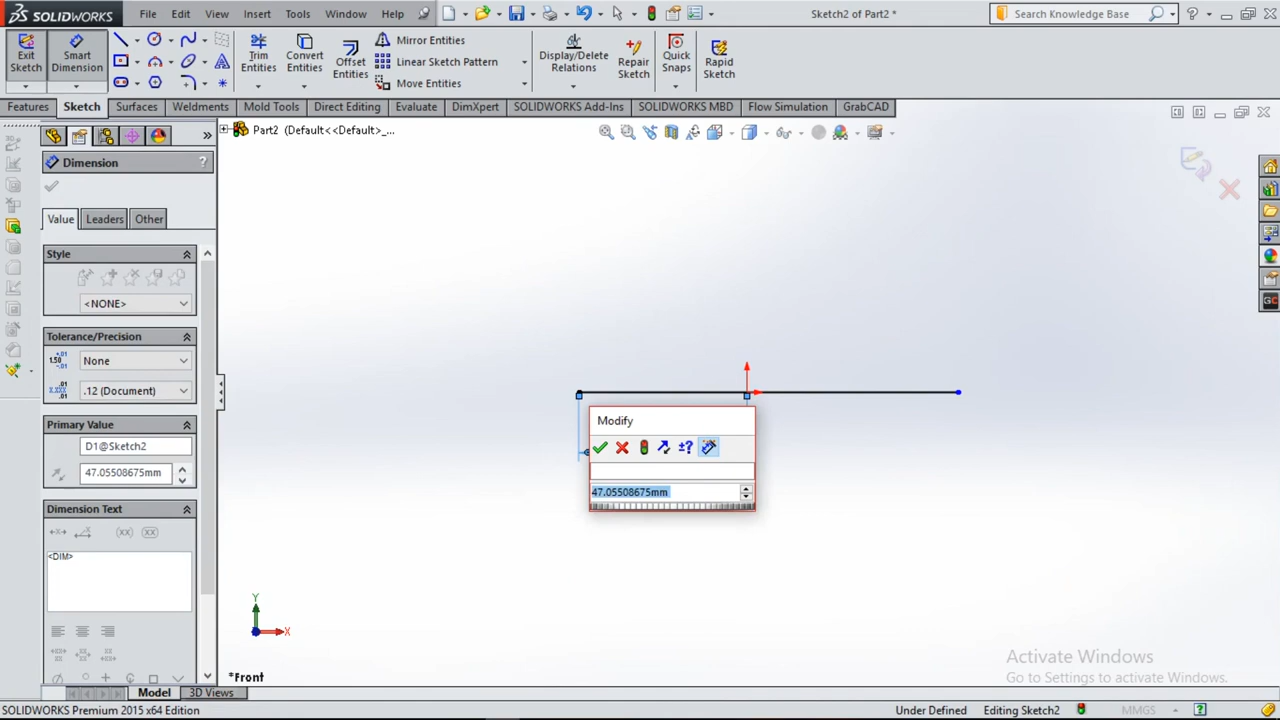 SOLIDWORKS File Edit View Insert Tools Window Help Sketch2 of Part2 * Search Knowledge Base
Exit Sketch
Smart Dimension
Trim Entities
Convert Entities
Offset Entities
Mirror Entities
Linear Sketch Pattern
Move Entities
Display/Delete Relations
Repair Sketch
Quick Snaps
Rapid Sketch
Features Sketch Surfaces Weldments Mold Tools Direct Editing Evaluate DimXpert SOLIDWORKS Add-Ins SOLIDWORKS MBD Flow Simulation GrabCAD
Part2 (Default<<Default>_...
Dimension ?
Value Leaders Other
Style
<NONE>
Tolerance/Precision
None
.12 (Document)
Primary Value
D1@Sketch2
47.05508675mm
Dimension Text
<DIM>
Modify
47.05508675mm
Y
X
*Front
Activate Windows
Go to Settings to activate Windows.
Model 3D Views
SOLIDWORKS Premium 2015 x64 Edition Under Defined Editing Sketch2 MMGS